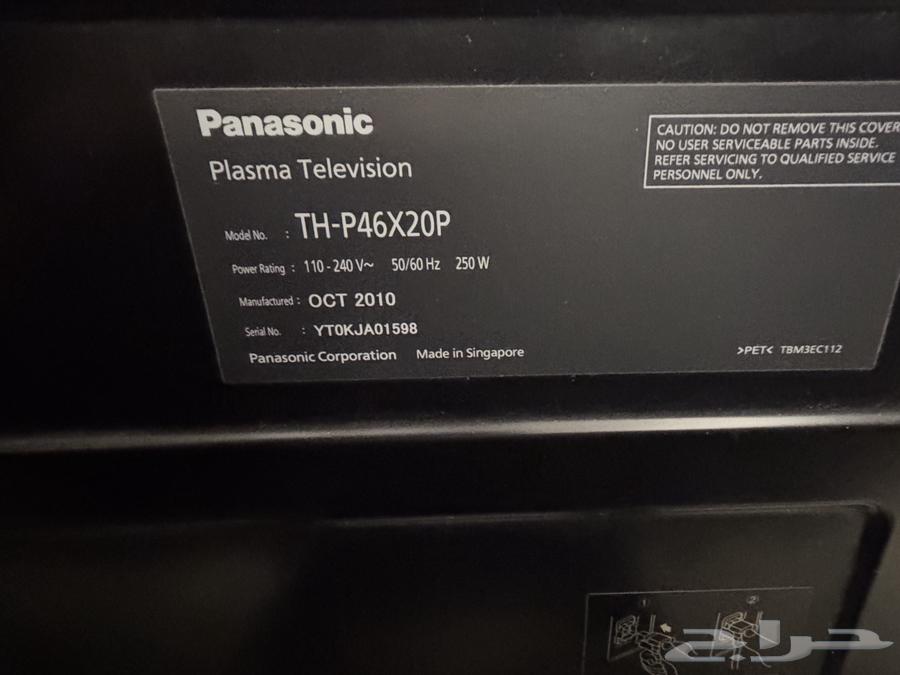 Panasonic
Plasma Television
Model No. : TH-P46X20P
Power Rating : 110 - 240 V~ 50/60 Hz 250 W
Manufactured : OCT 2010
Serial No. : YT0KJA01598
Panasonic Corporation Made in Singapore
CAUTION: DO NOT REMOVE THIS COVER
NO USER SERVICEABLE PARTS INSIDE.
REFER SERVICING TO QUALIFIED SERVICE
PERSONNEL ONLY.
>PET< TBM3EC112
① ②
حراج